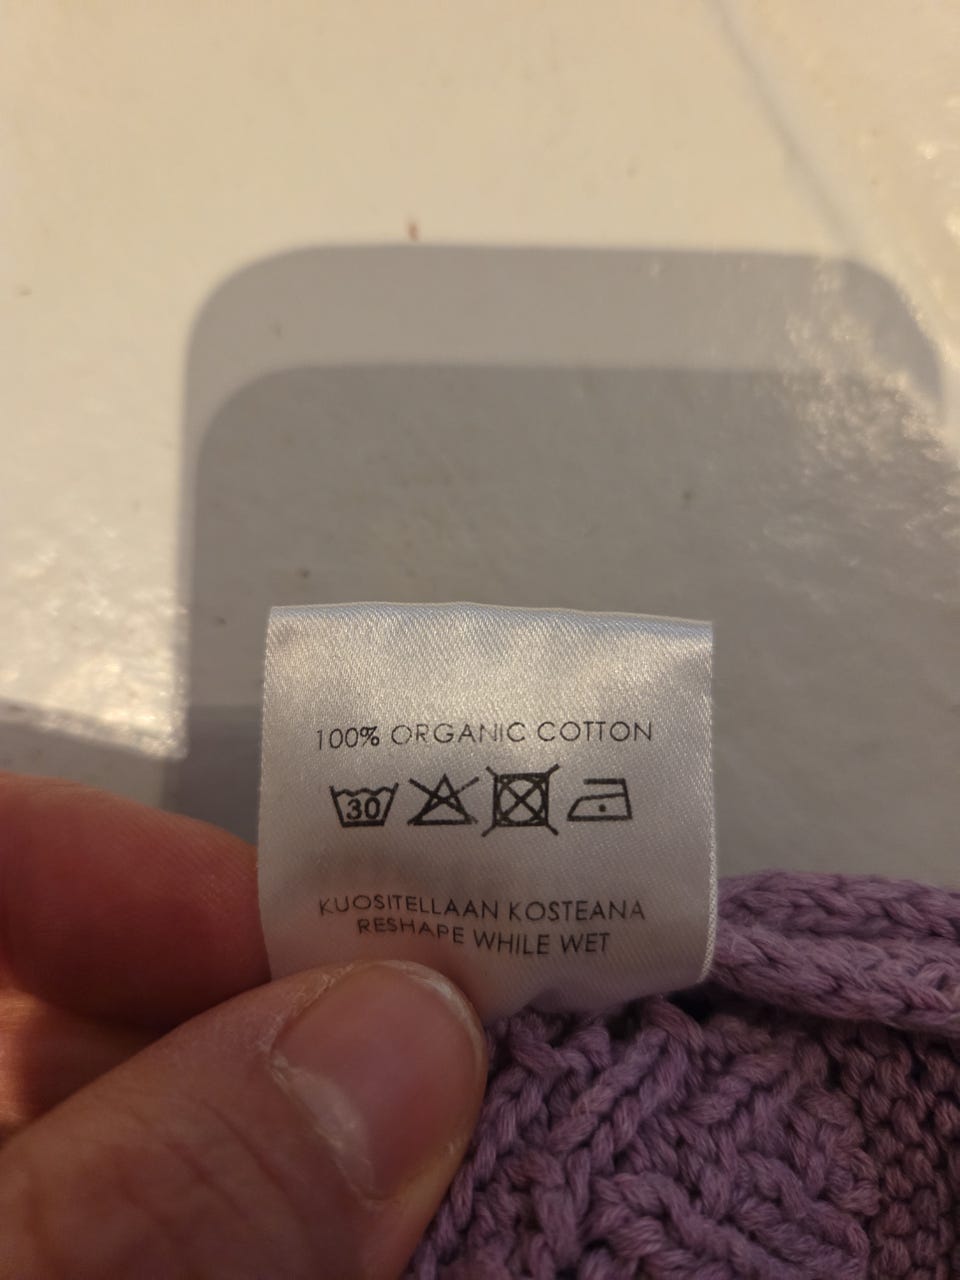 100% ORGANIC COTTON
30
KUOSITELLAAN KOSTEANA
RESHAPE WHILE WET